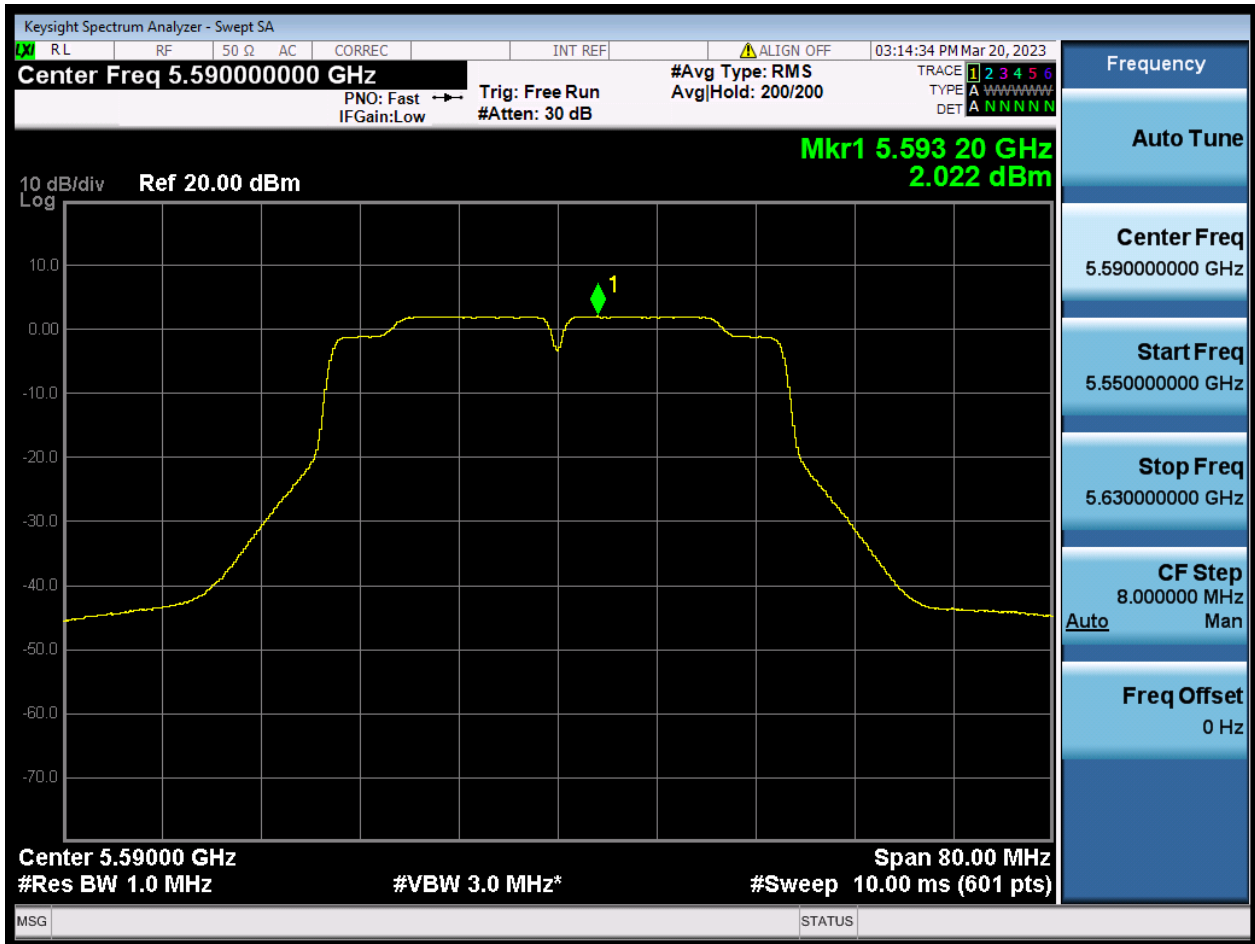 Keysight Spectrum Analyzer - Swept SA
LXI RL RF 50 Ω AC CORREC INT REF ALIGN OFF 03:14:34 PM Mar 20, 2023
Center Freq 5.590000000 GHz
PNO: Fast
IFGain:Low
Trig: Free Run
#Atten: 30 dB
#Avg Type: RMS
Avg|Hold: 200/200
TRACE 1 2 3 4 5 6
TYPE A WWWWW
DET A N N N N N
Mkr1 5.593 20 GHz
2.022 dBm
10 dB/div Ref 20.00 dBm
Log
10.0
0.00
-10.0
-20.0
-30.0
-40.0
-50.0
-60.0
-70.0
1
Center 5.59000 GHz Span 80.00 MHz
#Res BW 1.0 MHz #VBW 3.0 MHz* #Sweep 10.00 ms (601 pts)
MSG STATUS
Frequency
Auto Tune
Center Freq
5.590000000 GHz
Start Freq
5.550000000 GHz
Stop Freq
5.630000000 GHz
CF Step
8.000000 MHz
Auto Man
Freq Offset
0 Hz